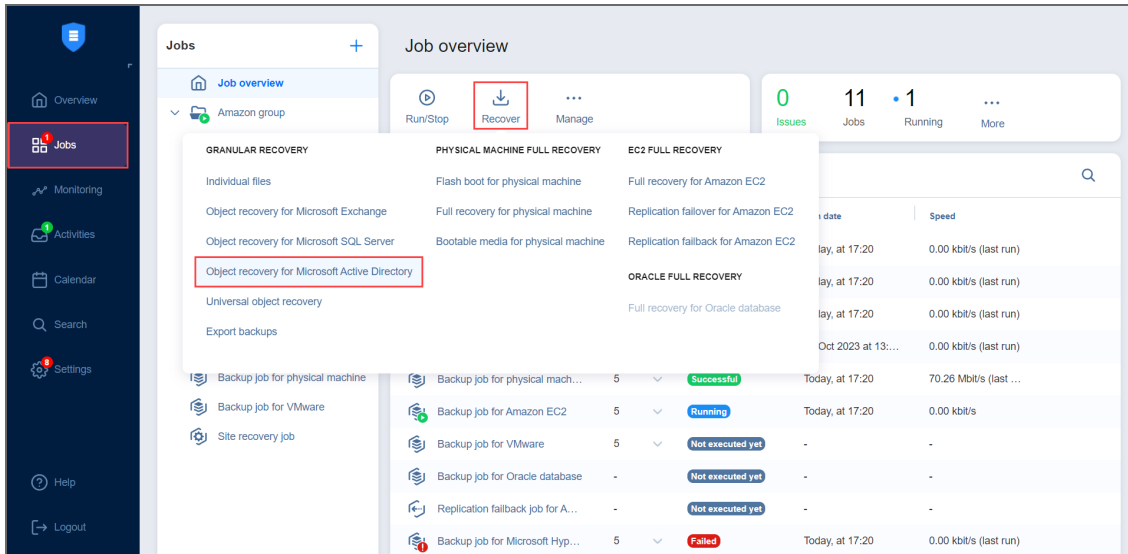 Overview
1
Jobs
Monitoring
1
Activities
Calendar
Search
8
Settings
Help
Logout
Jobs
+
Job overview
Amazon group
Backup job for physical machine
Backup job for VMware
Site recovery job
Job overview
Run/Stop
Recover
Manage
0
Issues
11
Jobs
1
Running
More
GRANULAR RECOVERY
Individual files
Object recovery for Microsoft Exchange
Object recovery for Microsoft SQL Server
Object recovery for Microsoft Active Directory
Universal object recovery
Export backups
PHYSICAL MACHINE FULL RECOVERY
Flash boot for physical machine
Full recovery for physical machine
Bootable media for physical machine
EC2 FULL RECOVERY
Full recovery for Amazon EC2
Replication failover for Amazon EC2
Replication failback for Amazon EC2
ORACLE FULL RECOVERY
Full recovery for Oracle database
date Speed
ay, at 17:20 0.00 kbit/s (last run)
ay, at 17:20 0.00 kbit/s (last run)
ay, at 17:20 0.00 kbit/s (last run)
Oct 2023 at 13:... 0.00 kbit/s (last run)
Backup job for physical mach... 5 Successful Today, at 17:20 70.26 Mbit/s (last ...
Backup job for Amazon EC2 5 Running Today, at 17:20 0.00 kbit/s
Backup job for VMware 5 Not executed yet - -
Backup job for Oracle database - Not executed yet - -
Replication failback job for A... - Not executed yet - -
Backup job for Microsoft Hyp... 5 Failed Today, at 17:20 0.00 kbit/s (last run)